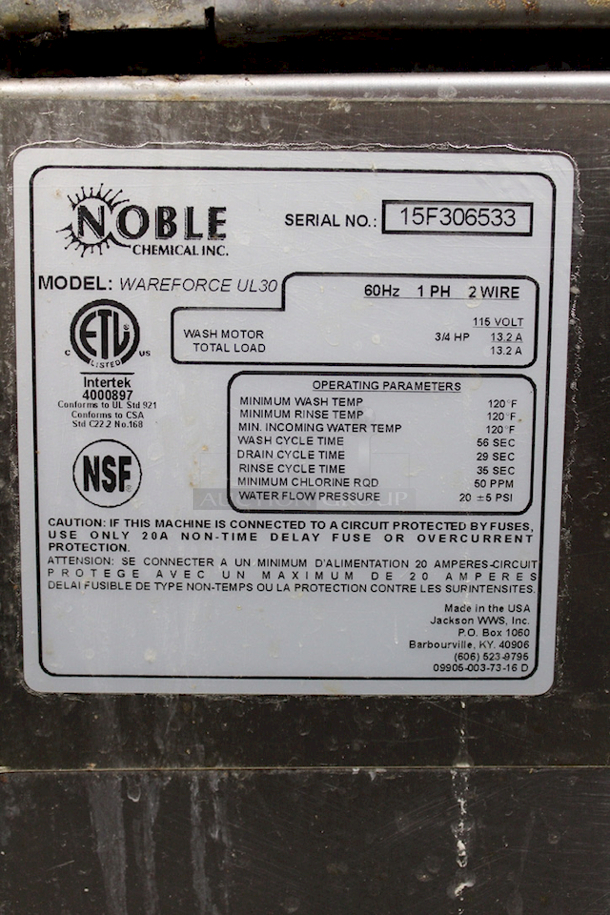 NOBLE
CHEMICAL INC.
SERIAL NO.: 15F306533
MODEL: WAREFORCE UL30
60Hz 1 PH 2 WIRE
115 VOLT
WASH MOTOR 3/4 HP 13.2 A
TOTAL LOAD 13.2 A
ETL
C LISTED US
Intertek
4000897
Conforms to UL Std 921
Conforms to CSA
Std C22.2 No.168
NSF
OPERATING PARAMETERS
MINIMUM WASH TEMP 120°F
MINIMUM RINSE TEMP 120°F
MIN. INCOMING WATER TEMP 120°F
WASH CYCLE TIME 56 SEC
DRAIN CYCLE TIME 29 SEC
RINSE CYCLE TIME 35 SEC
MINIMUM CHLORINE RQD 50 PPM
WATER FLOW PRESSURE 20 ±5 PSI
AUCTION GROUP
CAUTION: IF THIS MACHINE IS CONNECTED TO A CIRCUIT PROTECTED BY FUSES,
USE ONLY 20A NON-TIME DELAY FUSE OR OVERCURRENT
PROTECTION.
ATTENSION: SE CONNECTER A UN MINIMUM D'ALIMENTATION 20 AMPERES-CIRCUIT
PROTEGE AVEC UN MAXIMUM DE 20 AMPERES
DELAI FUSIBLE DE TYPE NON-TEMPS OU LA PROTECTION CONTRE LES SURINTENSITES.
Made in the USA
Jackson WWS, Inc.
P.O. Box 1060
Barbourville, KY. 40906
(606) 523-9795
09905-003-73-16 D